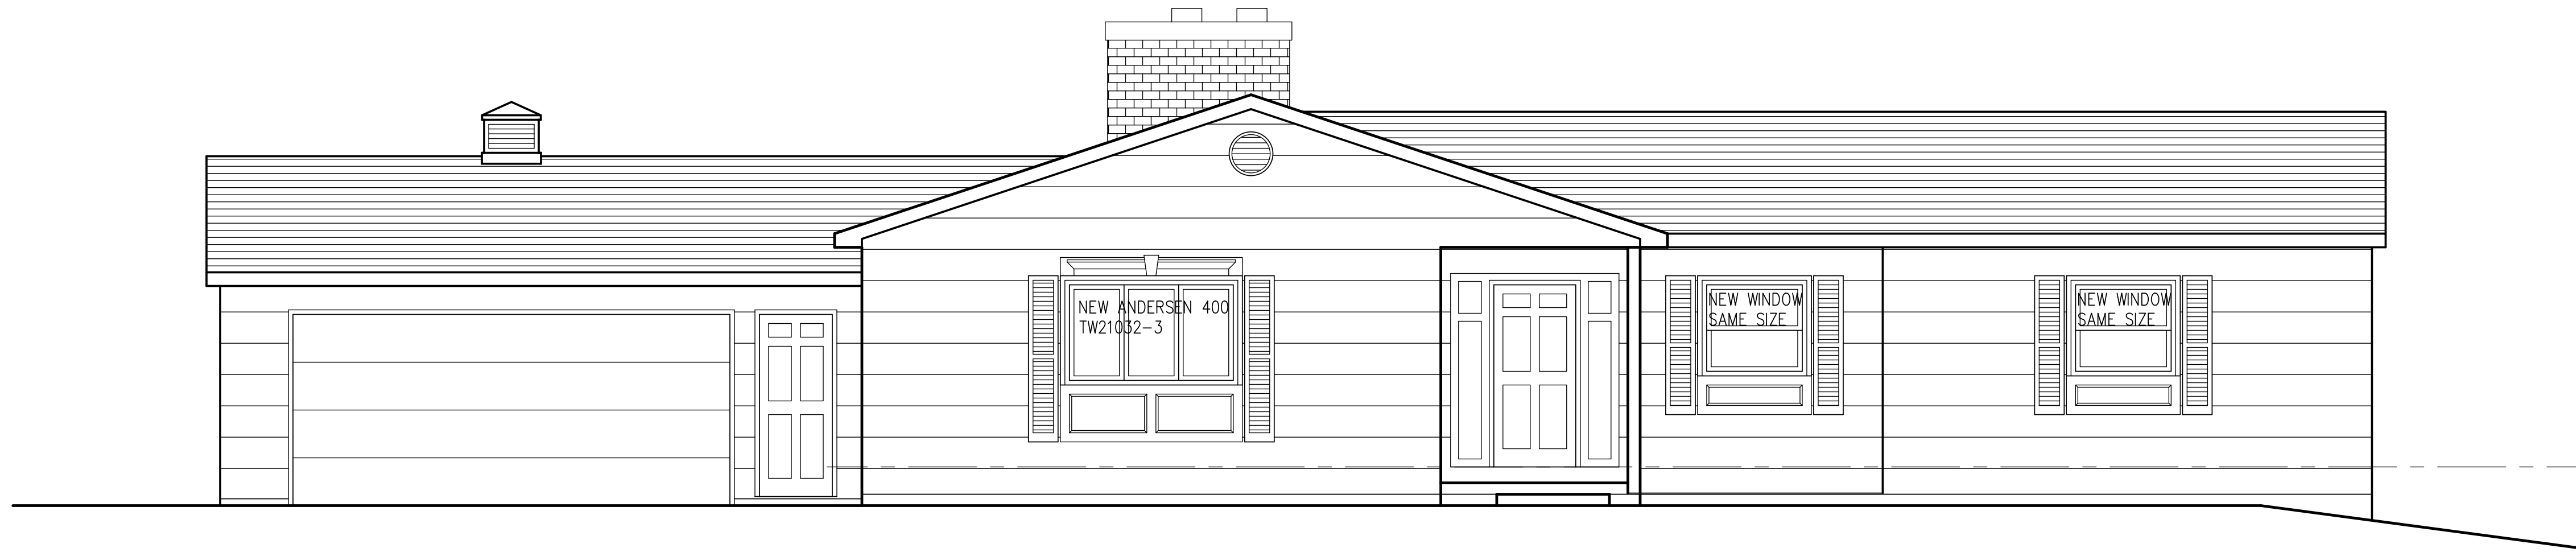 NEW ANDERSEN 400
TW21032-3
NEW WINDOW
SAME SIZE
NEW WINDOW
SAME SIZE